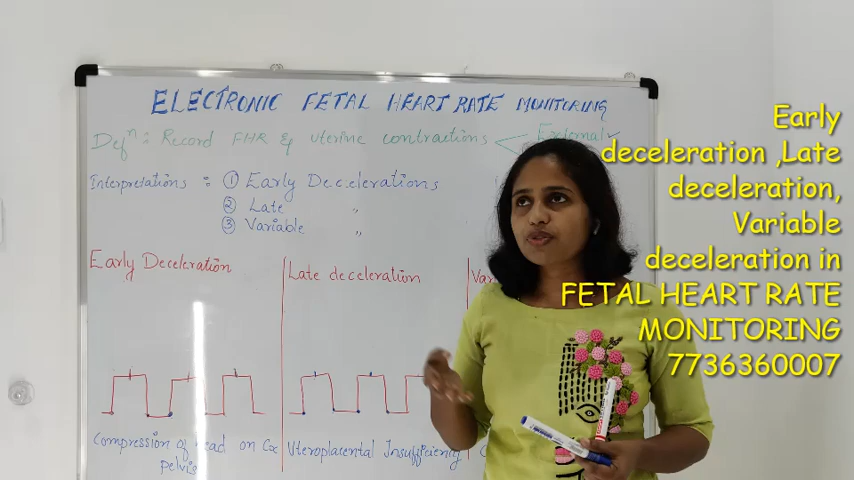 ELECTRONIC FETAL HEART RATE MONITORING
Defn : Record FHR & uterine contractions < External
Interpretations = ① Early Decelerations
② Late "
③ Variable "
Early Deceleration
Late deceleration
Var
Compression of head on Cx
pelvis
Uteroplacental Insufficiency
C
Early
deceleration ,Late
deceleration,
Variable
deceleration in
FETAL HEART RATE
MONITORING
7736360007